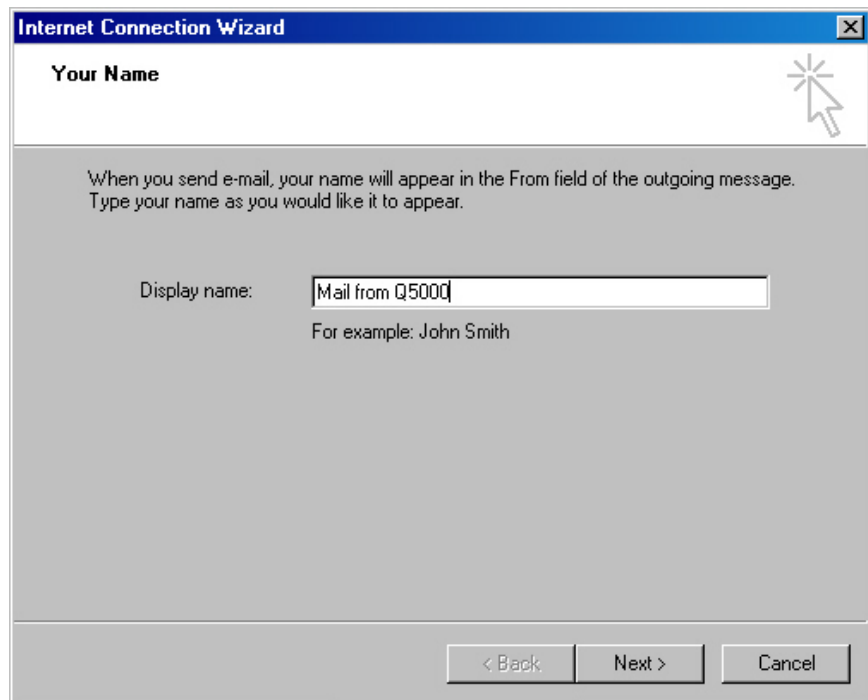 Internet Connection Wizard
Your Name
When you send e-mail, your name will appear in the From field of the outgoing message.
Type your name as you would like it to appear.
Display name: Mail from Q5000
For example: John Smith
< Back Next > Cancel